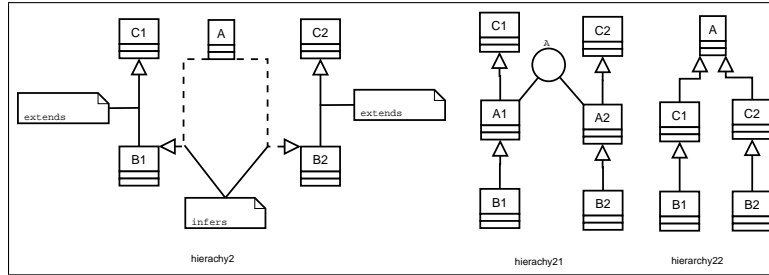 C1
A
C2
extends
extends
B1
B2
infers
hierachy2
C1
A
C2
A1
A2
B1
B2
hierachy21
A
C1
C2
B1
B2
hierarchy22